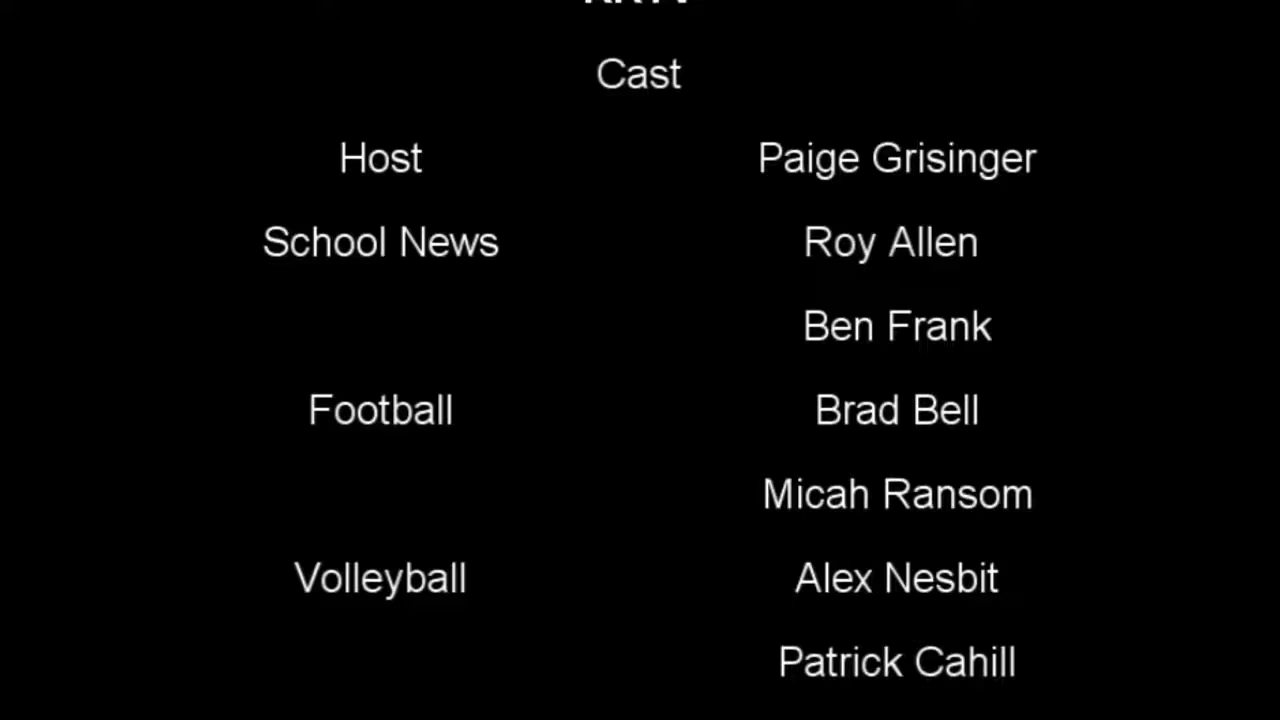 Cast
Host Paige Grisinger
School News Roy Allen
Ben Frank
Football Brad Bell
Micah Ransom
Volleyball Alex Nesbit
Patrick Cahill